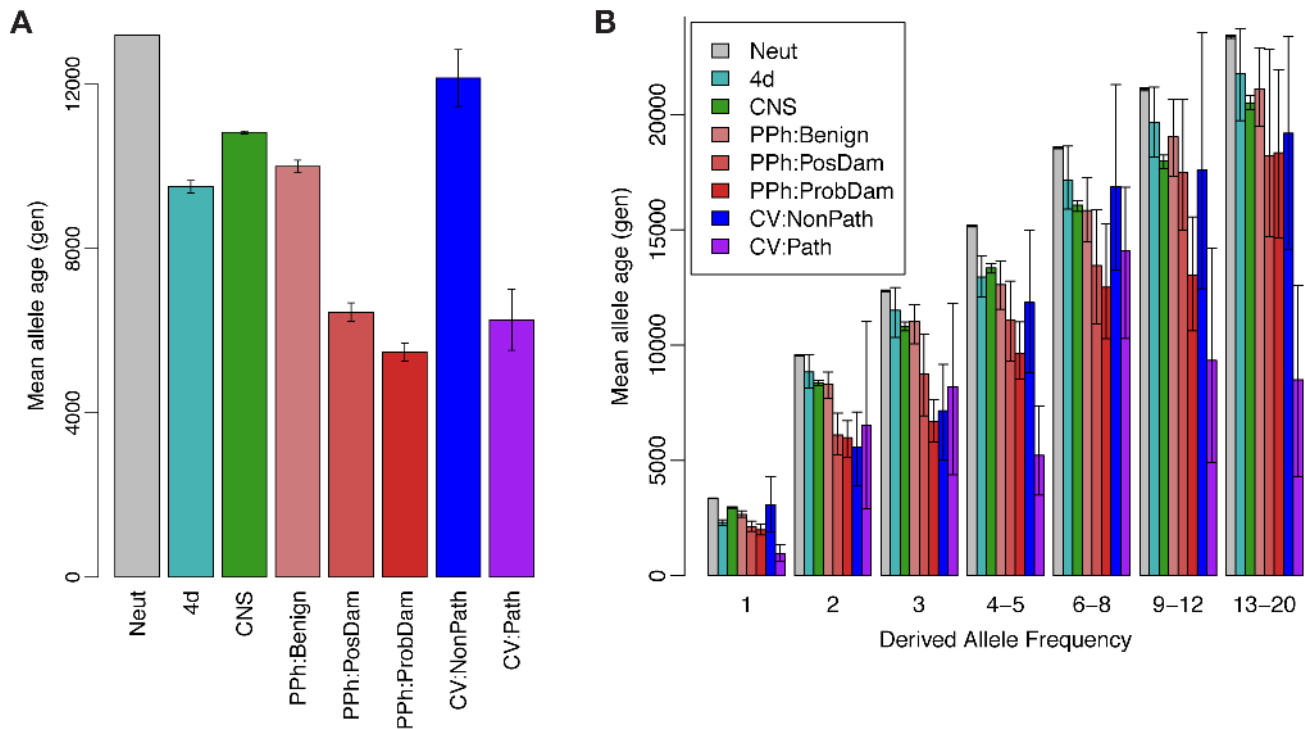 A
Mean allele age (gen)
0
4000
8000
12000
Neut
4d
CNS
PPh:Benign
PPh:PosDam
PPh:ProbDam
CV:NonPath
CV:Path
B
Mean allele age (gen)
0
5000
10000
15000
20000
Neut
4d
CNS
PPh:Benign
PPh:PosDam
PPh:ProbDam
CV:NonPath
CV:Path
1 2 3 4−5 6−8 9−12 13−20
Derived Allele Frequency